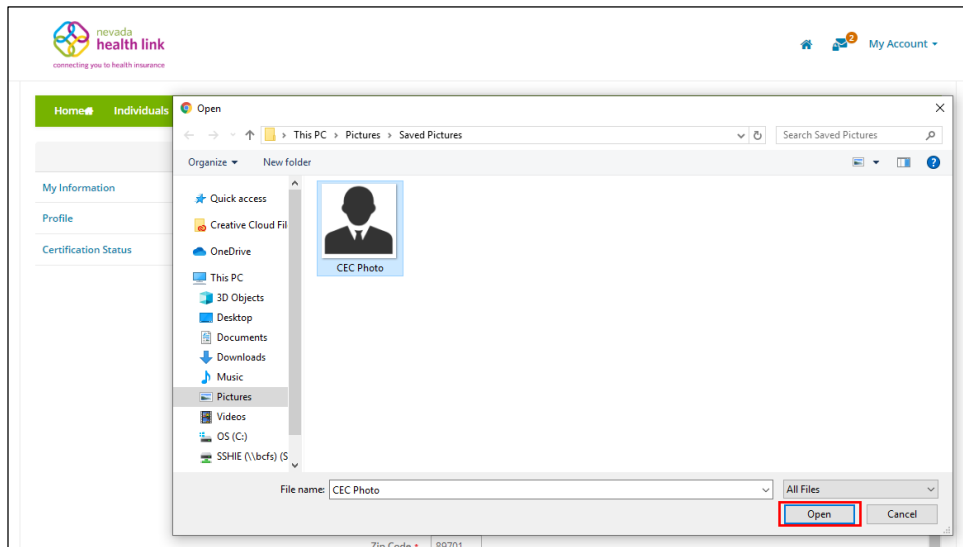 nevada
health link
connecting you to health insurance
2
My Account
Home
Individuals
My Information
Profile
Certification Status
Open
This PC > Pictures > Saved Pictures
Search Saved Pictures
Organize
New folder
Quick access
Creative Cloud Fil
OneDrive
This PC
3D Objects
Desktop
Documents
Downloads
Music
Pictures
Videos
OS (C:)
SSHIE (\\bcfs) (S
CEC Photo
File name: CEC Photo
All Files
Open
Cancel
Zip Code * 89701